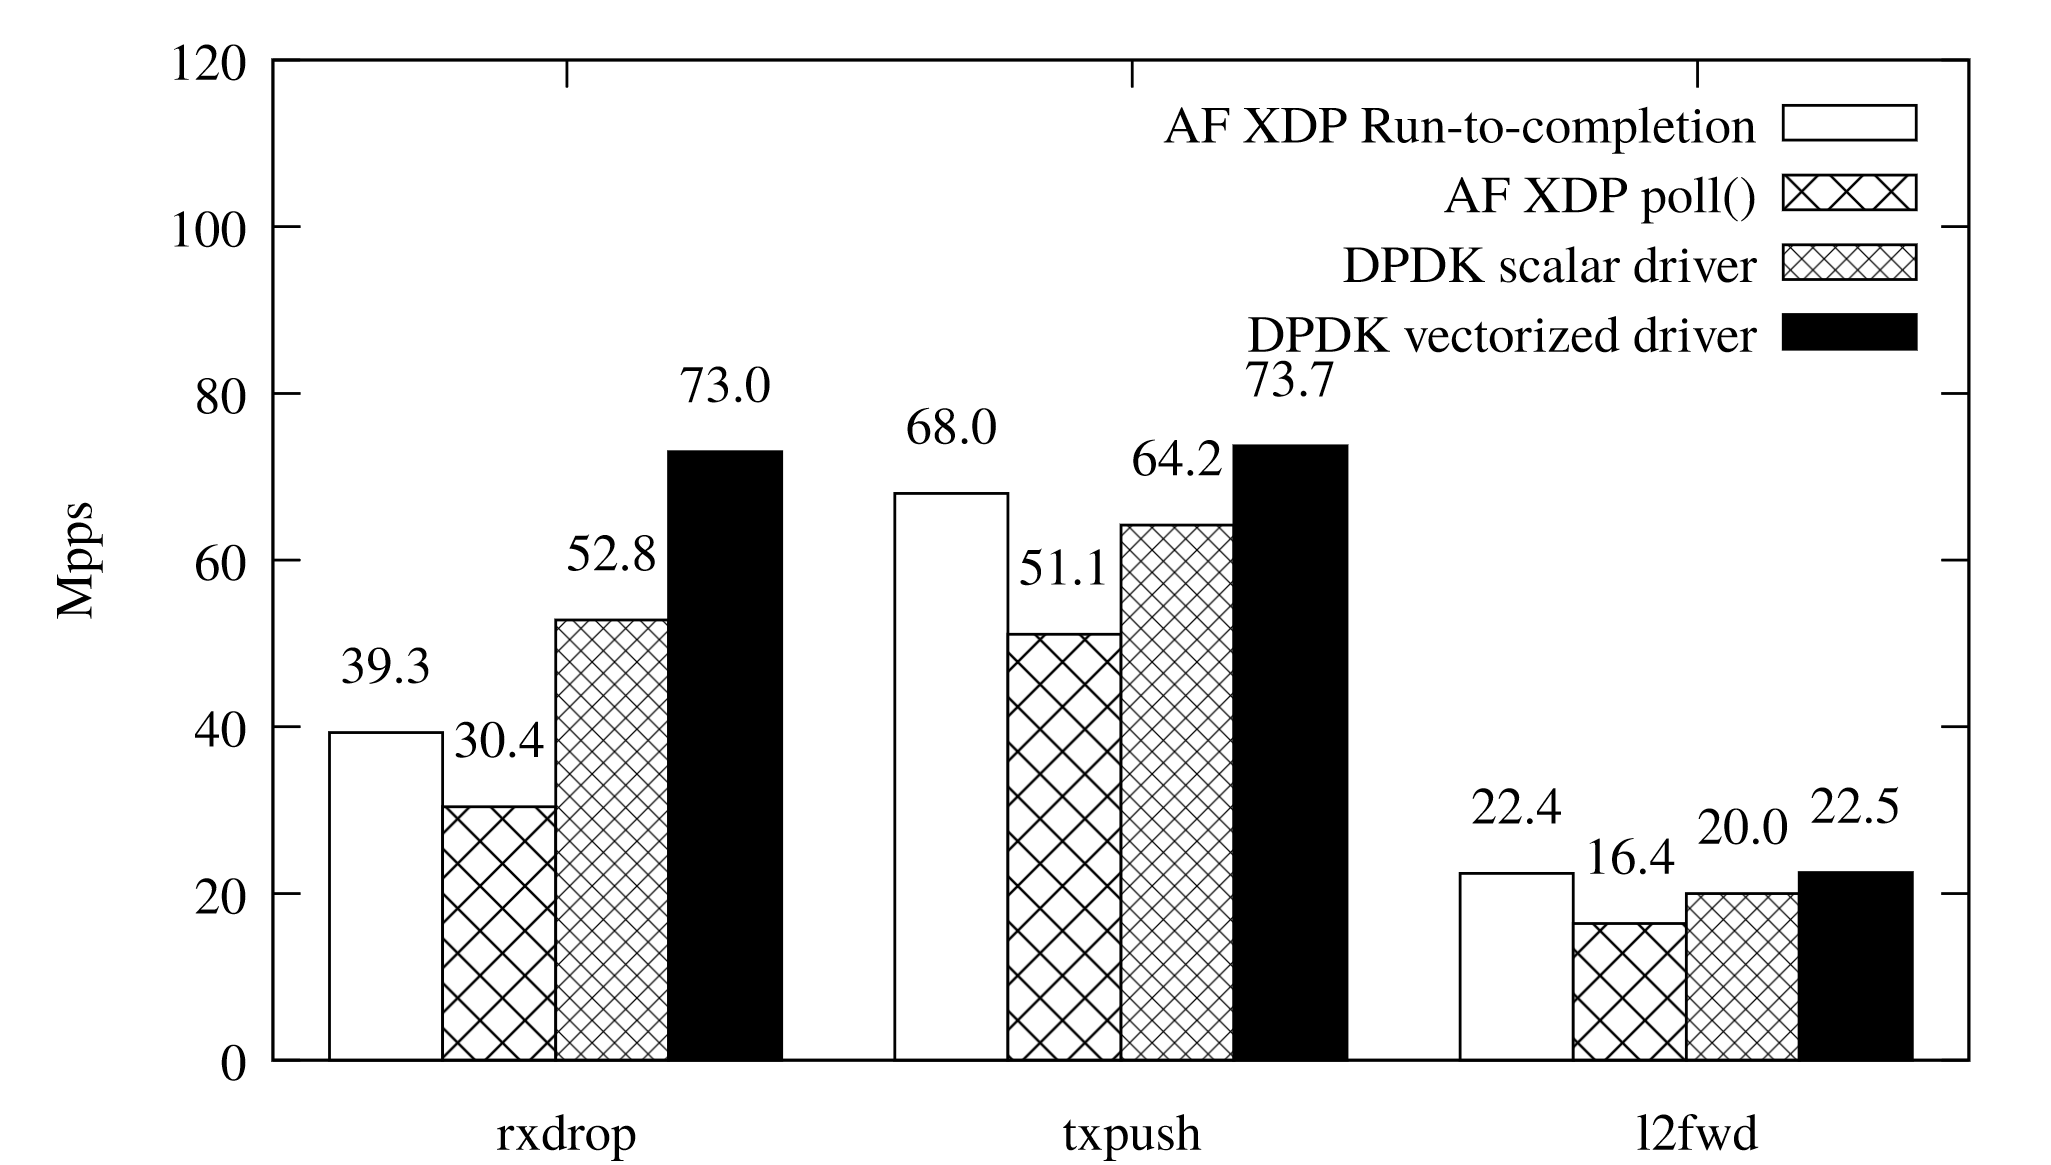 120
100
80
60
40
20
0
Mpps
AF XDP Run-to-completion
AF XDP poll()
DPDK scalar driver
DPDK vectorized driver
39.3
30.4
52.8
73.0
68.0
51.1
64.2
73.7
22.4
16.4
20.0
22.5
rxdrop
txpush
l2fwd